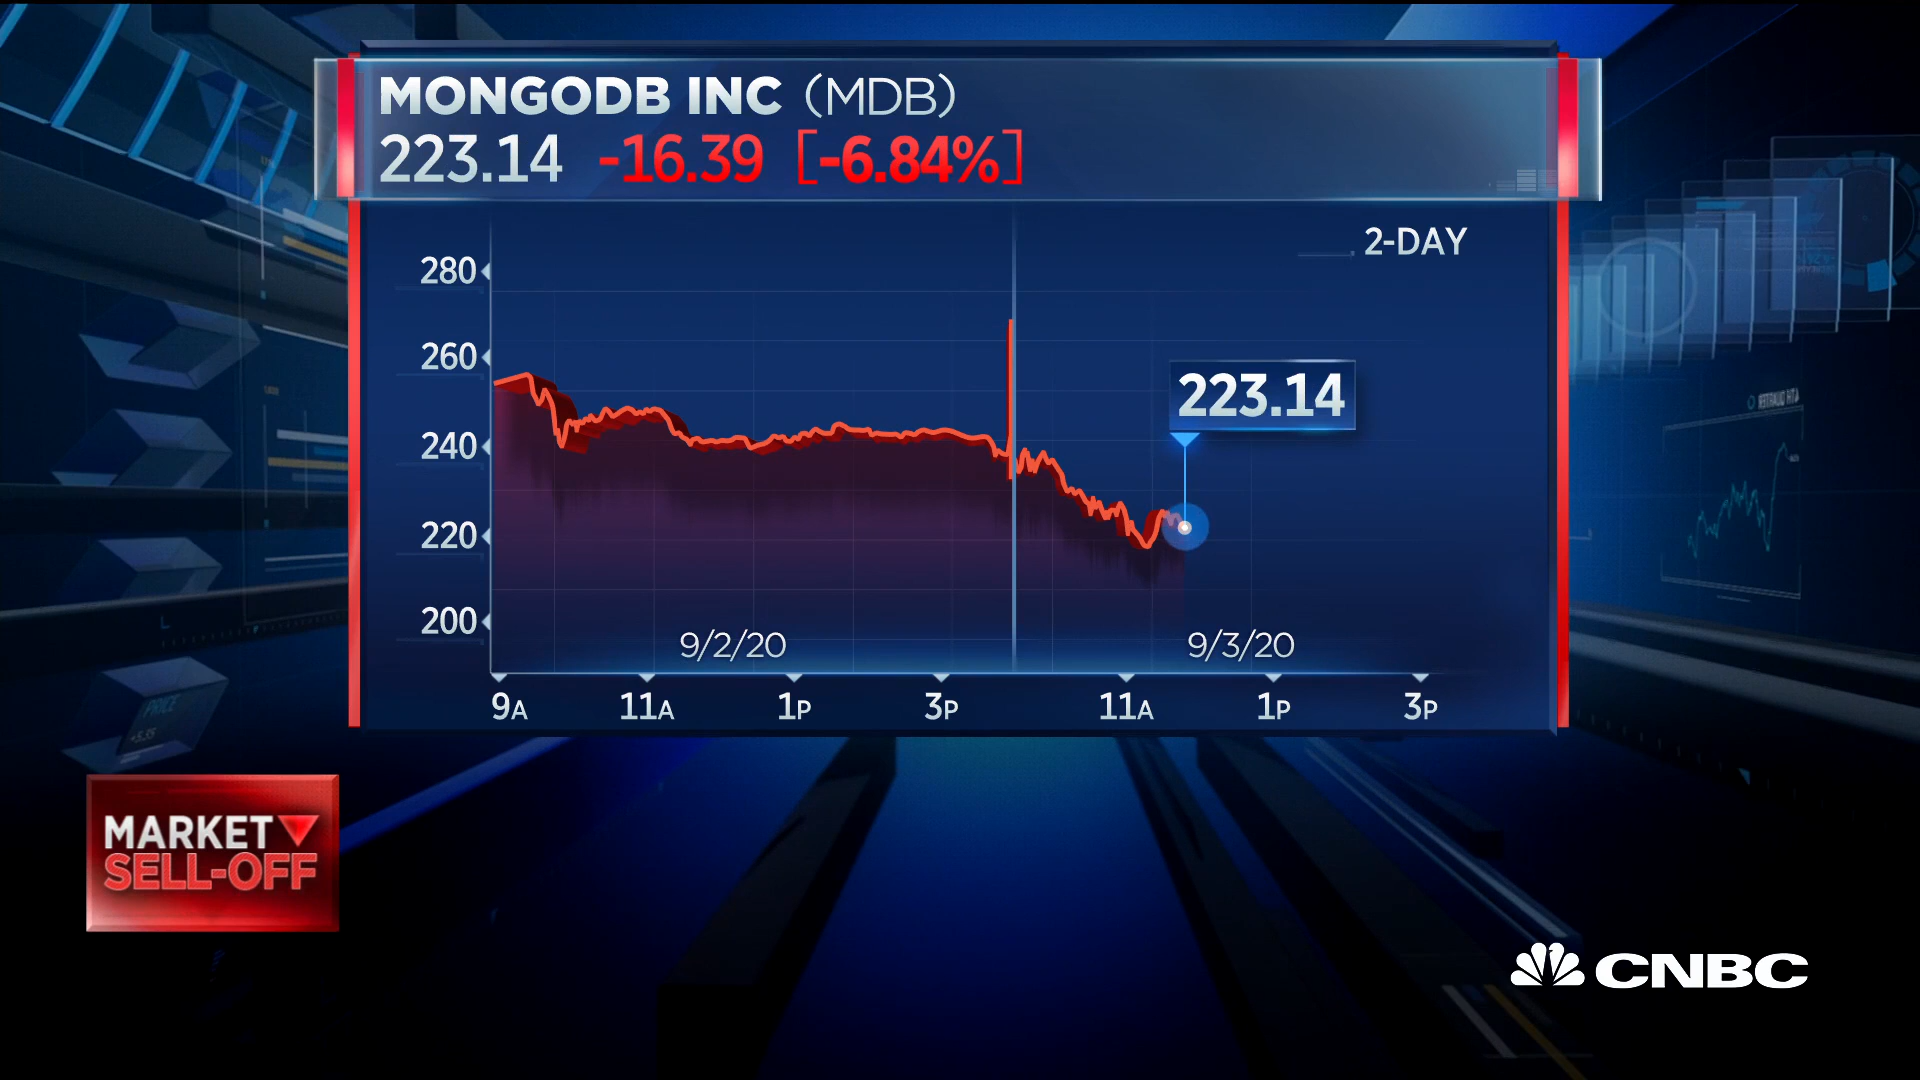 MONGODB INC (MDB)
223.14 -16.39 [-6.84%]
2-DAY
280
260
240
220
200
223.14
9/2/20
9/3/20
9A 11A 1P 3P 11A 1P 3P
PRICE
MARKET
SELL-OFF
CNBC